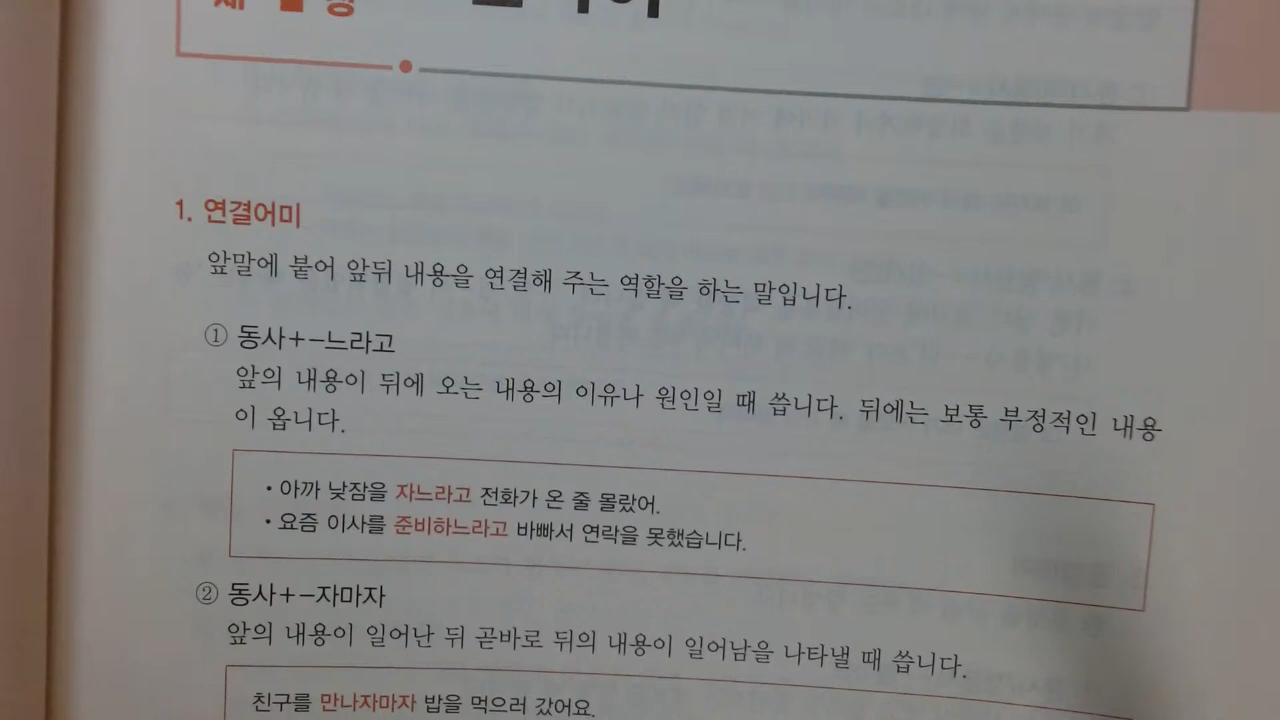 1. 연결어미
앞말에 붙어 앞뒤 내용을 연결해 주는 역할을 하는 말입니다.
① 동사+-느라고
앞의 내용이 뒤에 오는 내용의 이유나 원인일 때 씁니다. 뒤에는 보통 부정적인 내용
이 옵니다.
• 아까 낮잠을 자느라고 전화가 온 줄 몰랐어.
• 요즘 이사를 준비하느라고 바빠서 연락을 못했습니다.
② 동사+-자마자
앞의 내용이 일어난 뒤 곧바로 뒤의 내용이 일어남을 나타낼 때 씁니다.
친구를 만나자마자 밥을 먹으러 갔어요.